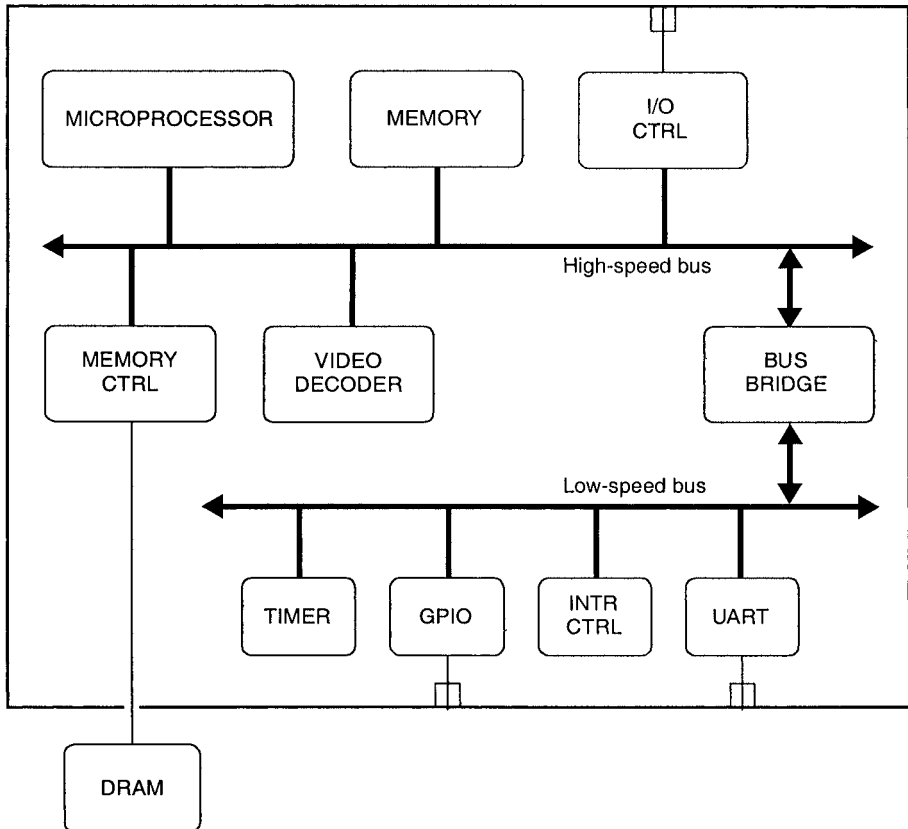 MICROPROCESSOR
MEMORY
I/O
CTRL
High-speed bus
MEMORY
CTRL
VIDEO
DECODER
BUS
BRIDGE
Low-speed bus
TIMER
GPIO
INTR
CTRL
UART
DRAM